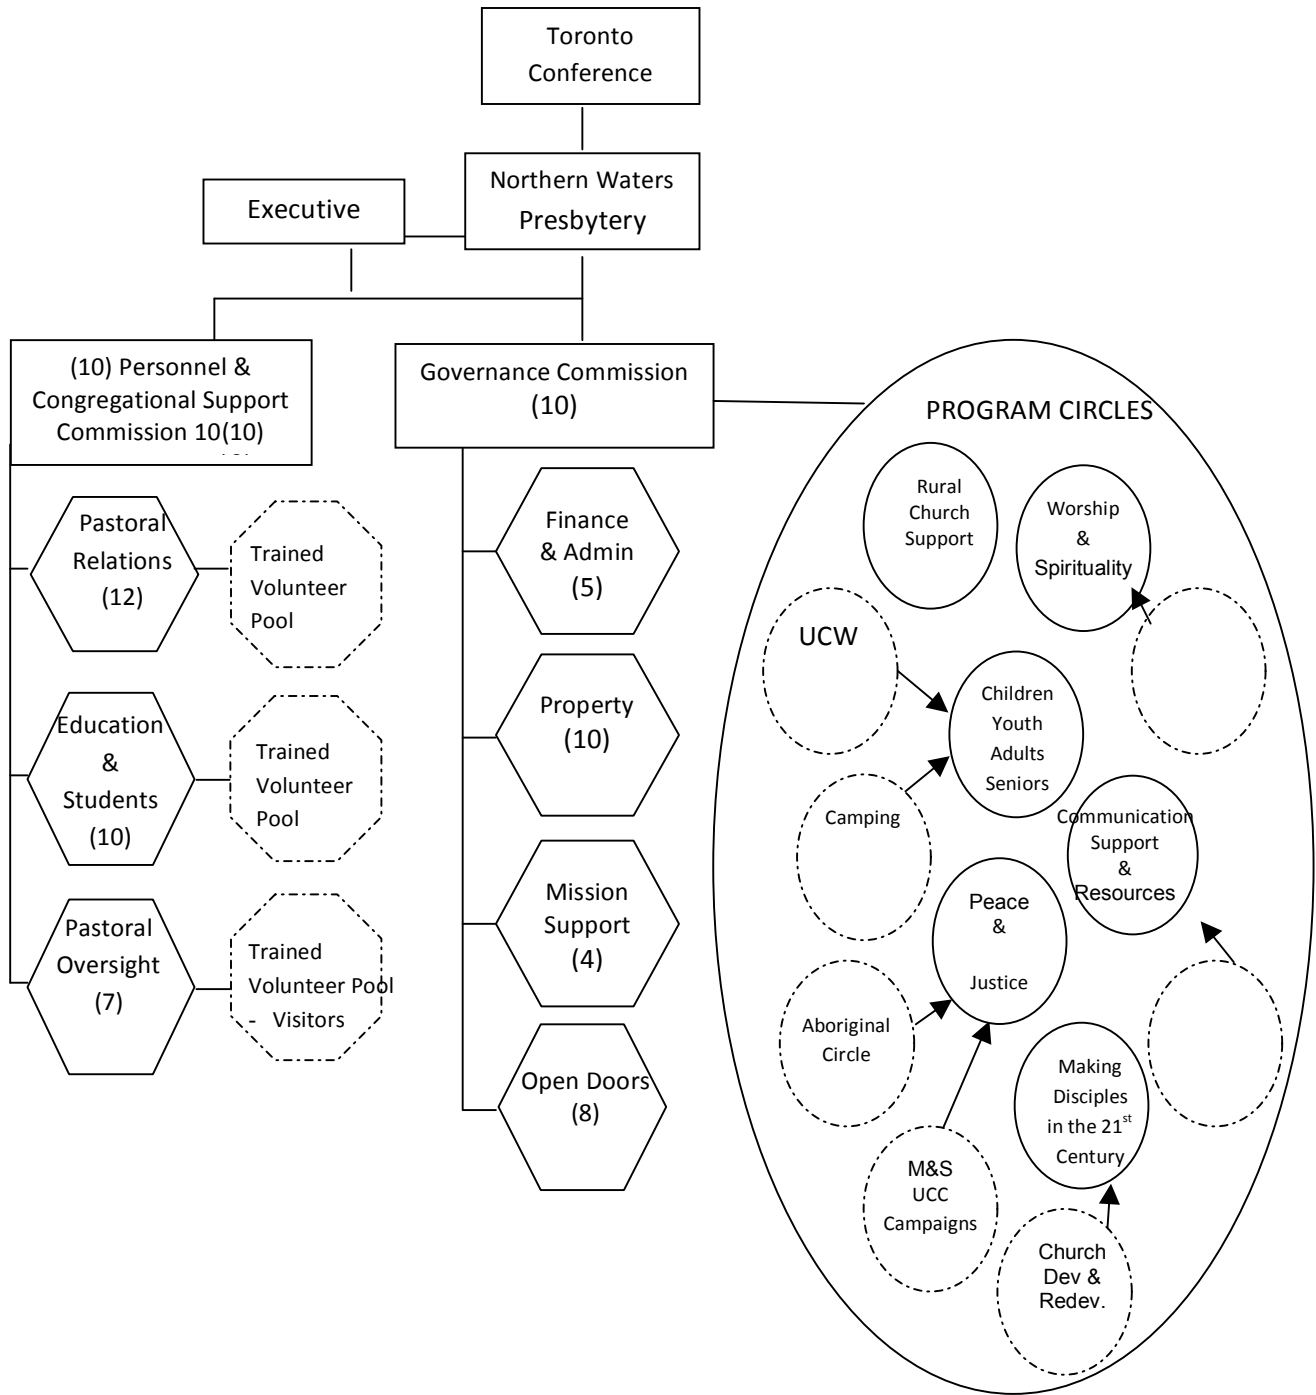 Toronto
Conference
Northern Waters
Presbytery
Executive
(10) Personnel &
Congregational Support
Commission 10(10)
Governance Commission
(10)
Pastoral
Relations
(12)
Trained
Volunteer
Pool
Education
&
Students
(10)
Trained
Volunteer
Pool
Pastoral
Oversight
(7)
Trained
Volunteer Pool
- Visitors
Finance
& Admin
(5)
Property
(10)
Mission
Support
(4)
Open Doors
(8)
PROGRAM CIRCLES
Rural
Church
Support
Worship
&
Spirituality
UCW
Children
Youth
Adults
Seniors
Camping
Communication
Support
&
Resources
Peace
&
Justice
Aboriginal
Circle
Making
Disciples
in the 21st
Century
M&S
UCC
Campaigns
Church
Dev &
Redev.